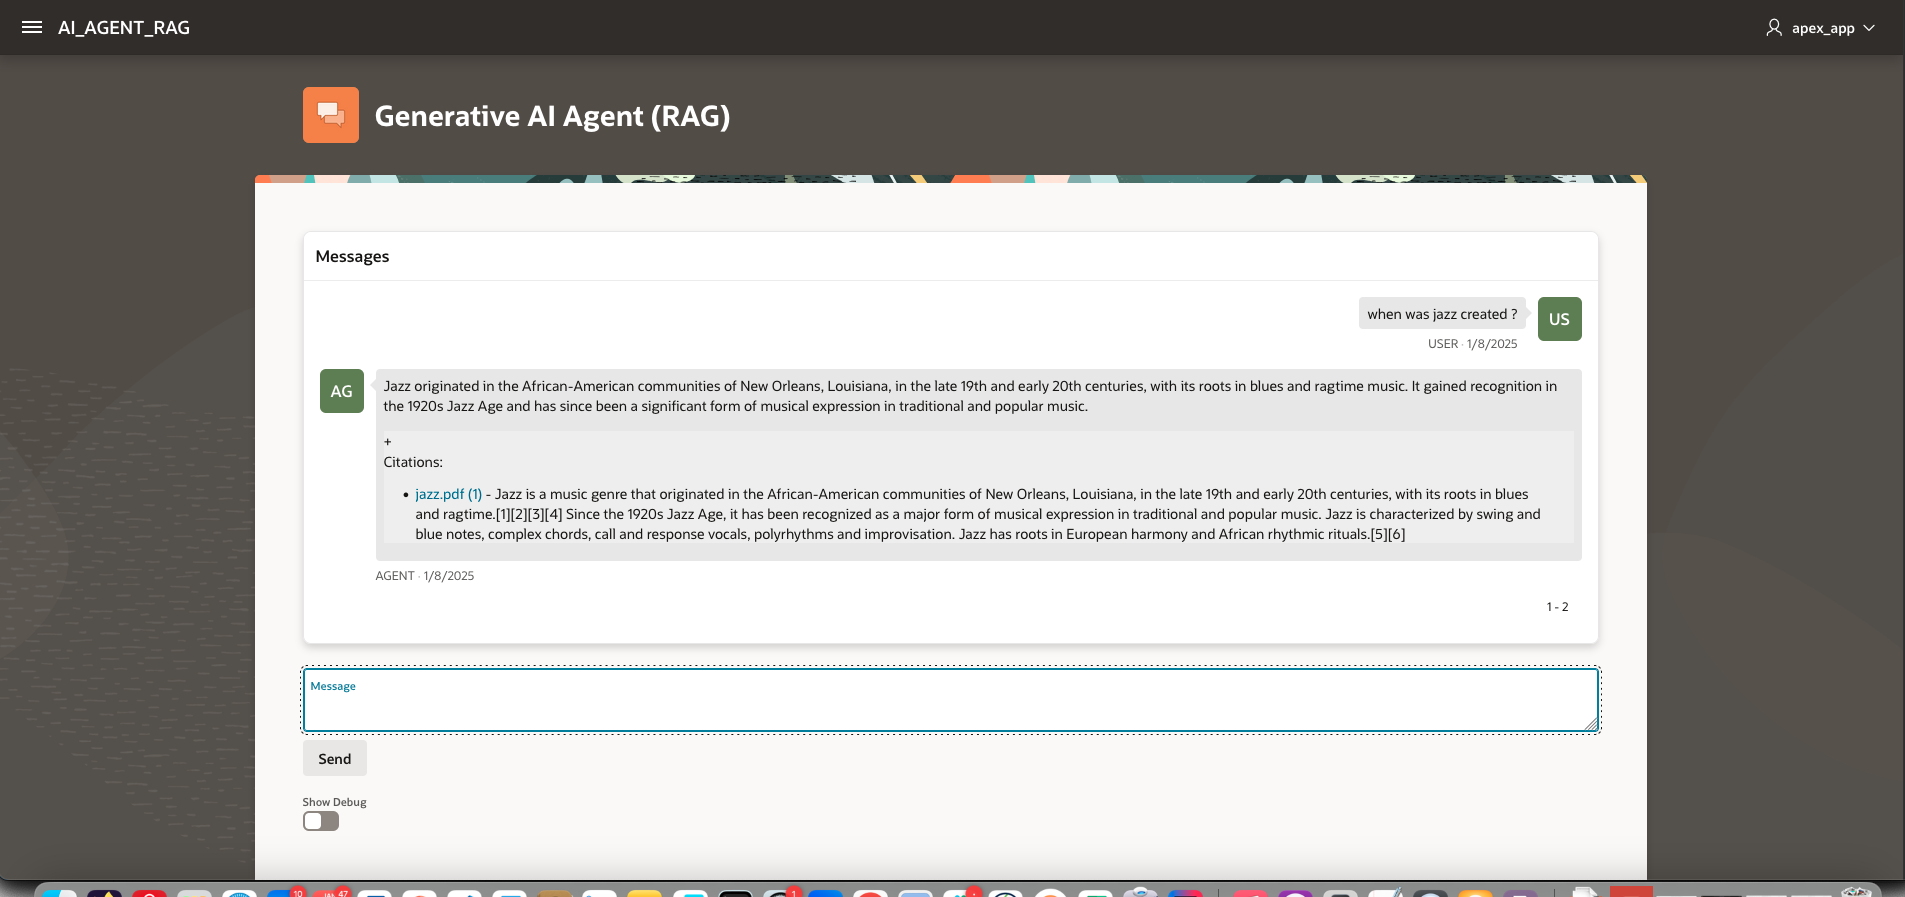 AI_AGENT_RAG
apex_app
Generative AI Agent (RAG)
Messages
when was jazz created ?
US
USER · 1/8/2025
AG
Jazz originated in the African-American communities of New Orleans, Louisiana, in the late 19th and early 20th centuries, with its roots in blues and ragtime music. It gained recognition in
the 1920s Jazz Age and has since been a significant form of musical expression in traditional and popular music.
+
Citations:
• jazz.pdf (1) - Jazz is a music genre that originated in the African-American communities of New Orleans, Louisiana, in the late 19th and early 20th centuries, with its roots in blues
and ragtime.[1][2][3][4] Since the 1920s Jazz Age, it has been recognized as a major form of musical expression in traditional and popular music. Jazz is characterized by swing and
blue notes, complex chords, call and response vocals, polyrhythms and improvisation. Jazz has roots in European harmony and African rhythmic rituals.[5][6]
AGENT · 1/8/2025
1 - 2
Message
Send
Show Debug
10
47
1